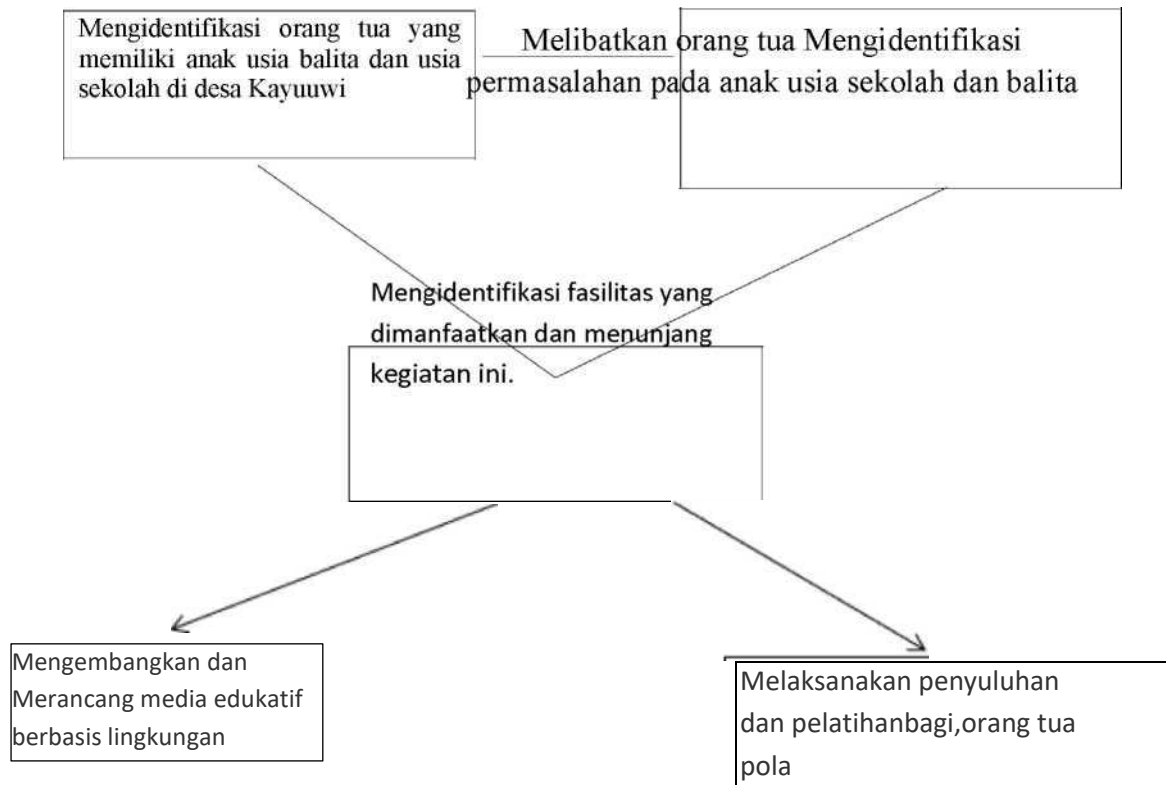 Mengidentifikasi orang tua yang
memiliki anak usia balita dan usia
sekolah di desa Kayuuwi
Melibatkan orang tua Mengidentifikasi
permasalahan pada anak usia sekolah dan balita
Mengidentifikasi fasilitas yang
dimanfaatkan dan menunjang
kegiatan ini.
Mengembangkan dan
Merancang media edukatif
berbasis lingkungan
Melaksanakan penyuluhan
dan pelatihanbagi,orang tua
pola